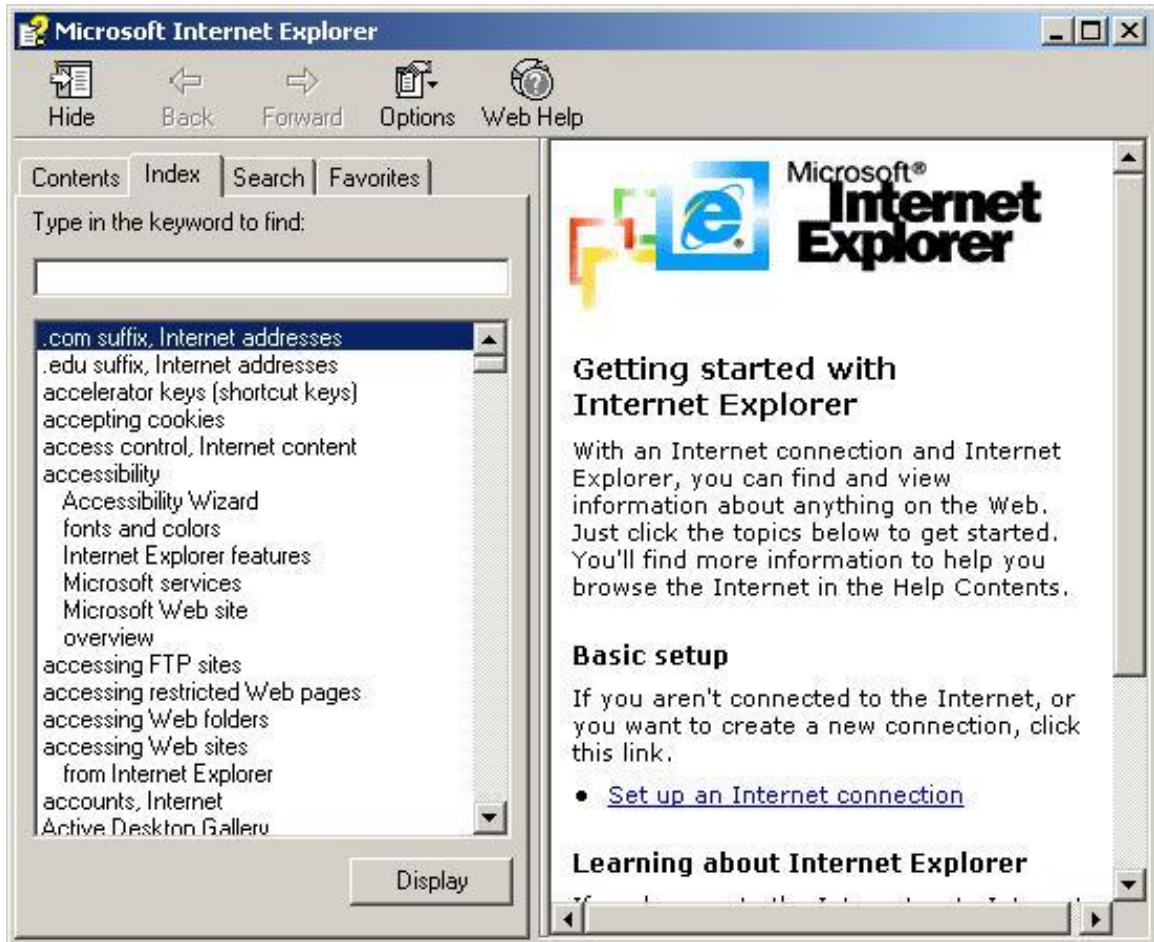 Microsoft Internet Explorer
Hide Back Forward Options Web Help
Contents Index Search Favorites
Type in the keyword to find:
.com suffix, Internet addresses
.edu suffix, Internet addresses
accelerator keys (shortcut keys)
accepting cookies
access control, Internet content
accessibility
Accessibility Wizard
fonts and colors
Internet Explorer features
Microsoft services
Microsoft Web site
overview
accessing FTP sites
accessing restricted Web pages
accessing Web folders
accessing Web sites
from Internet Explorer
accounts, Internet
Active Desktop Gallery
Display
Microsoft®
Internet
Explorer
Getting started with
Internet Explorer
With an Internet connection and Internet
Explorer, you can find and view
information about anything on the Web.
Just click the topics below to get started.
You'll find more information to help you
browse the Internet in the Help Contents.
Basic setup
If you aren't connected to the Internet, or
you want to create a new connection, click
this link.
• Set up an Internet connection
Learning about Internet Explorer